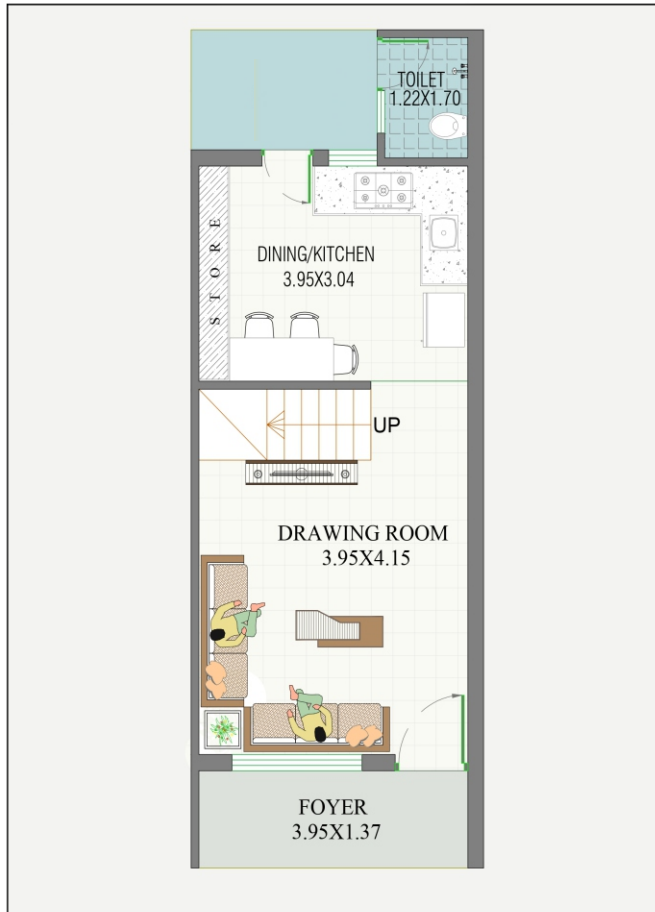 TOILET
1.22X1.70
DINING/KITCHEN
3.95X3.04
STORE
UP
DRAWING ROOM
3.95X4.15
FOYER
3.95X1.37